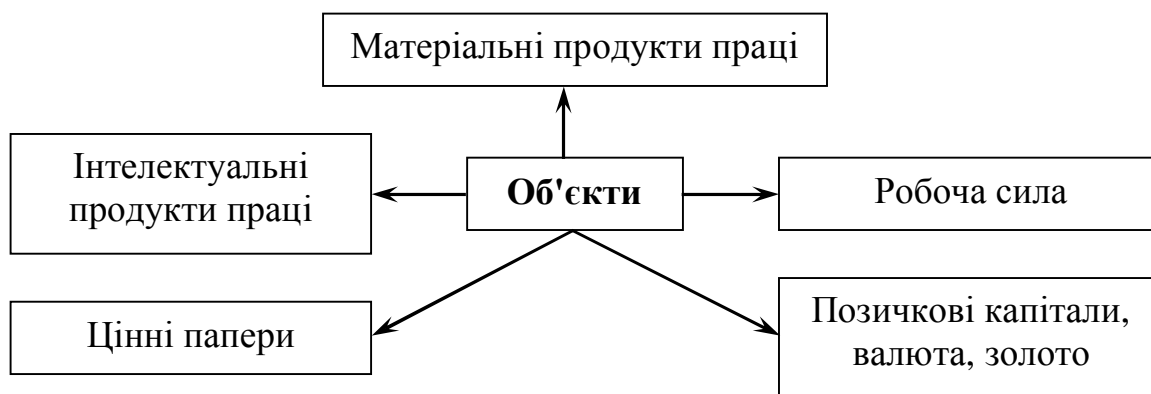 Матеріальні продукти праці
Інтелектуальні
продукти праці
Об'єкти
Робоча сила
Цінні папери
Позичкові капітали,
валюта, золото